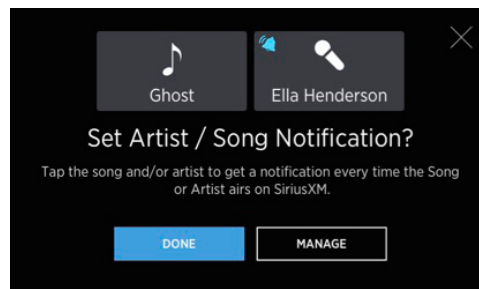 Ghost
Ella Henderson
Set Artist / Song Notification?
Tap the song and/or artist to get a notification every time the Song
or Artist airs on SiriusXM.
DONE
MANAGE